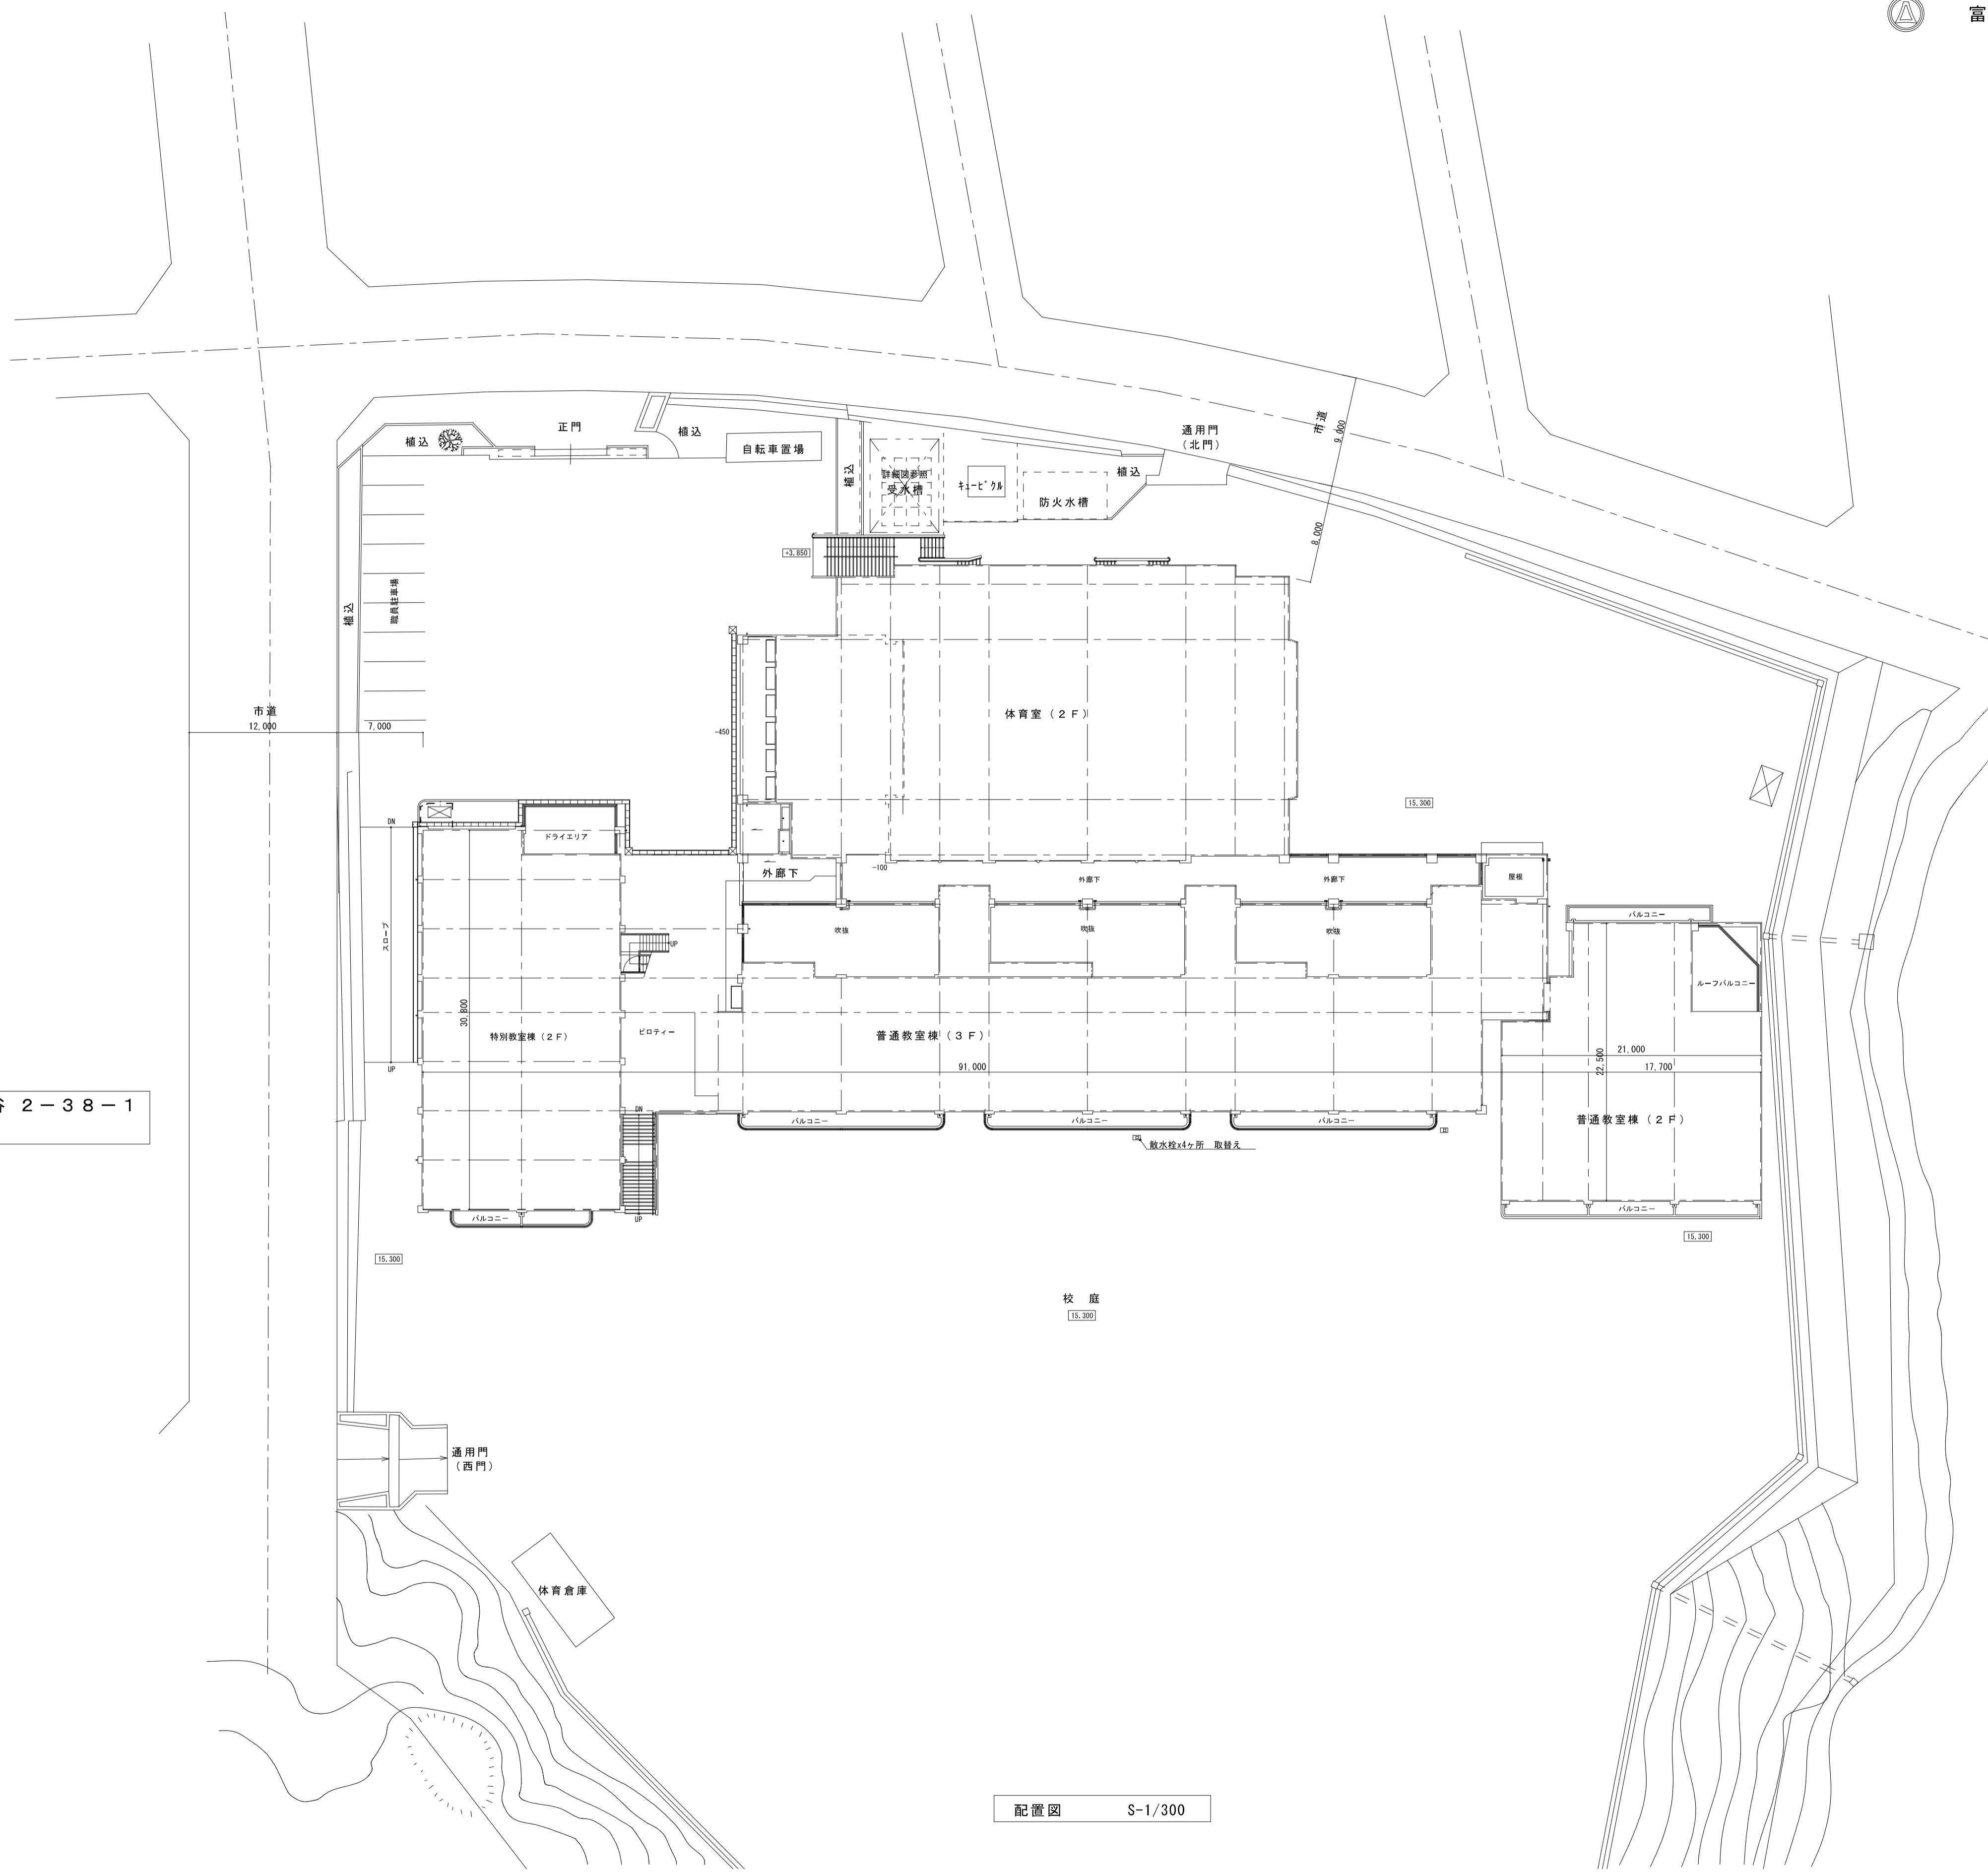 富
正門
植込
植込
自転車置場
植込
詳細図参照
受水槽
キュービクル
防火水槽
植込
通用門
(北門)
市道
9,000
8,000
+3,850
植込
職員駐車場
市道
12,000
7,000
-450
体育室(2F)
15,300
DN
ドライエリア
外廊下
-100
外廊下
外廊下
屋根
バルコニー
スロープ
UP
吹抜
吹抜
吹抜
ルーフバルコニー
30,800
特別教室棟(2F)
ピロティー
普通教室棟(3F)
21,000
22,500
17,700
91,000
UP
2-38-1
DN
バルコニー
バルコニー
バルコニー
普通教室棟(2F)
散水栓x4ヶ所 取替え
バルコニー
UP
バルコニー
15,300
15,300
校庭
15,300
通用門
(西門)
体育倉庫
配置図 S-1/300